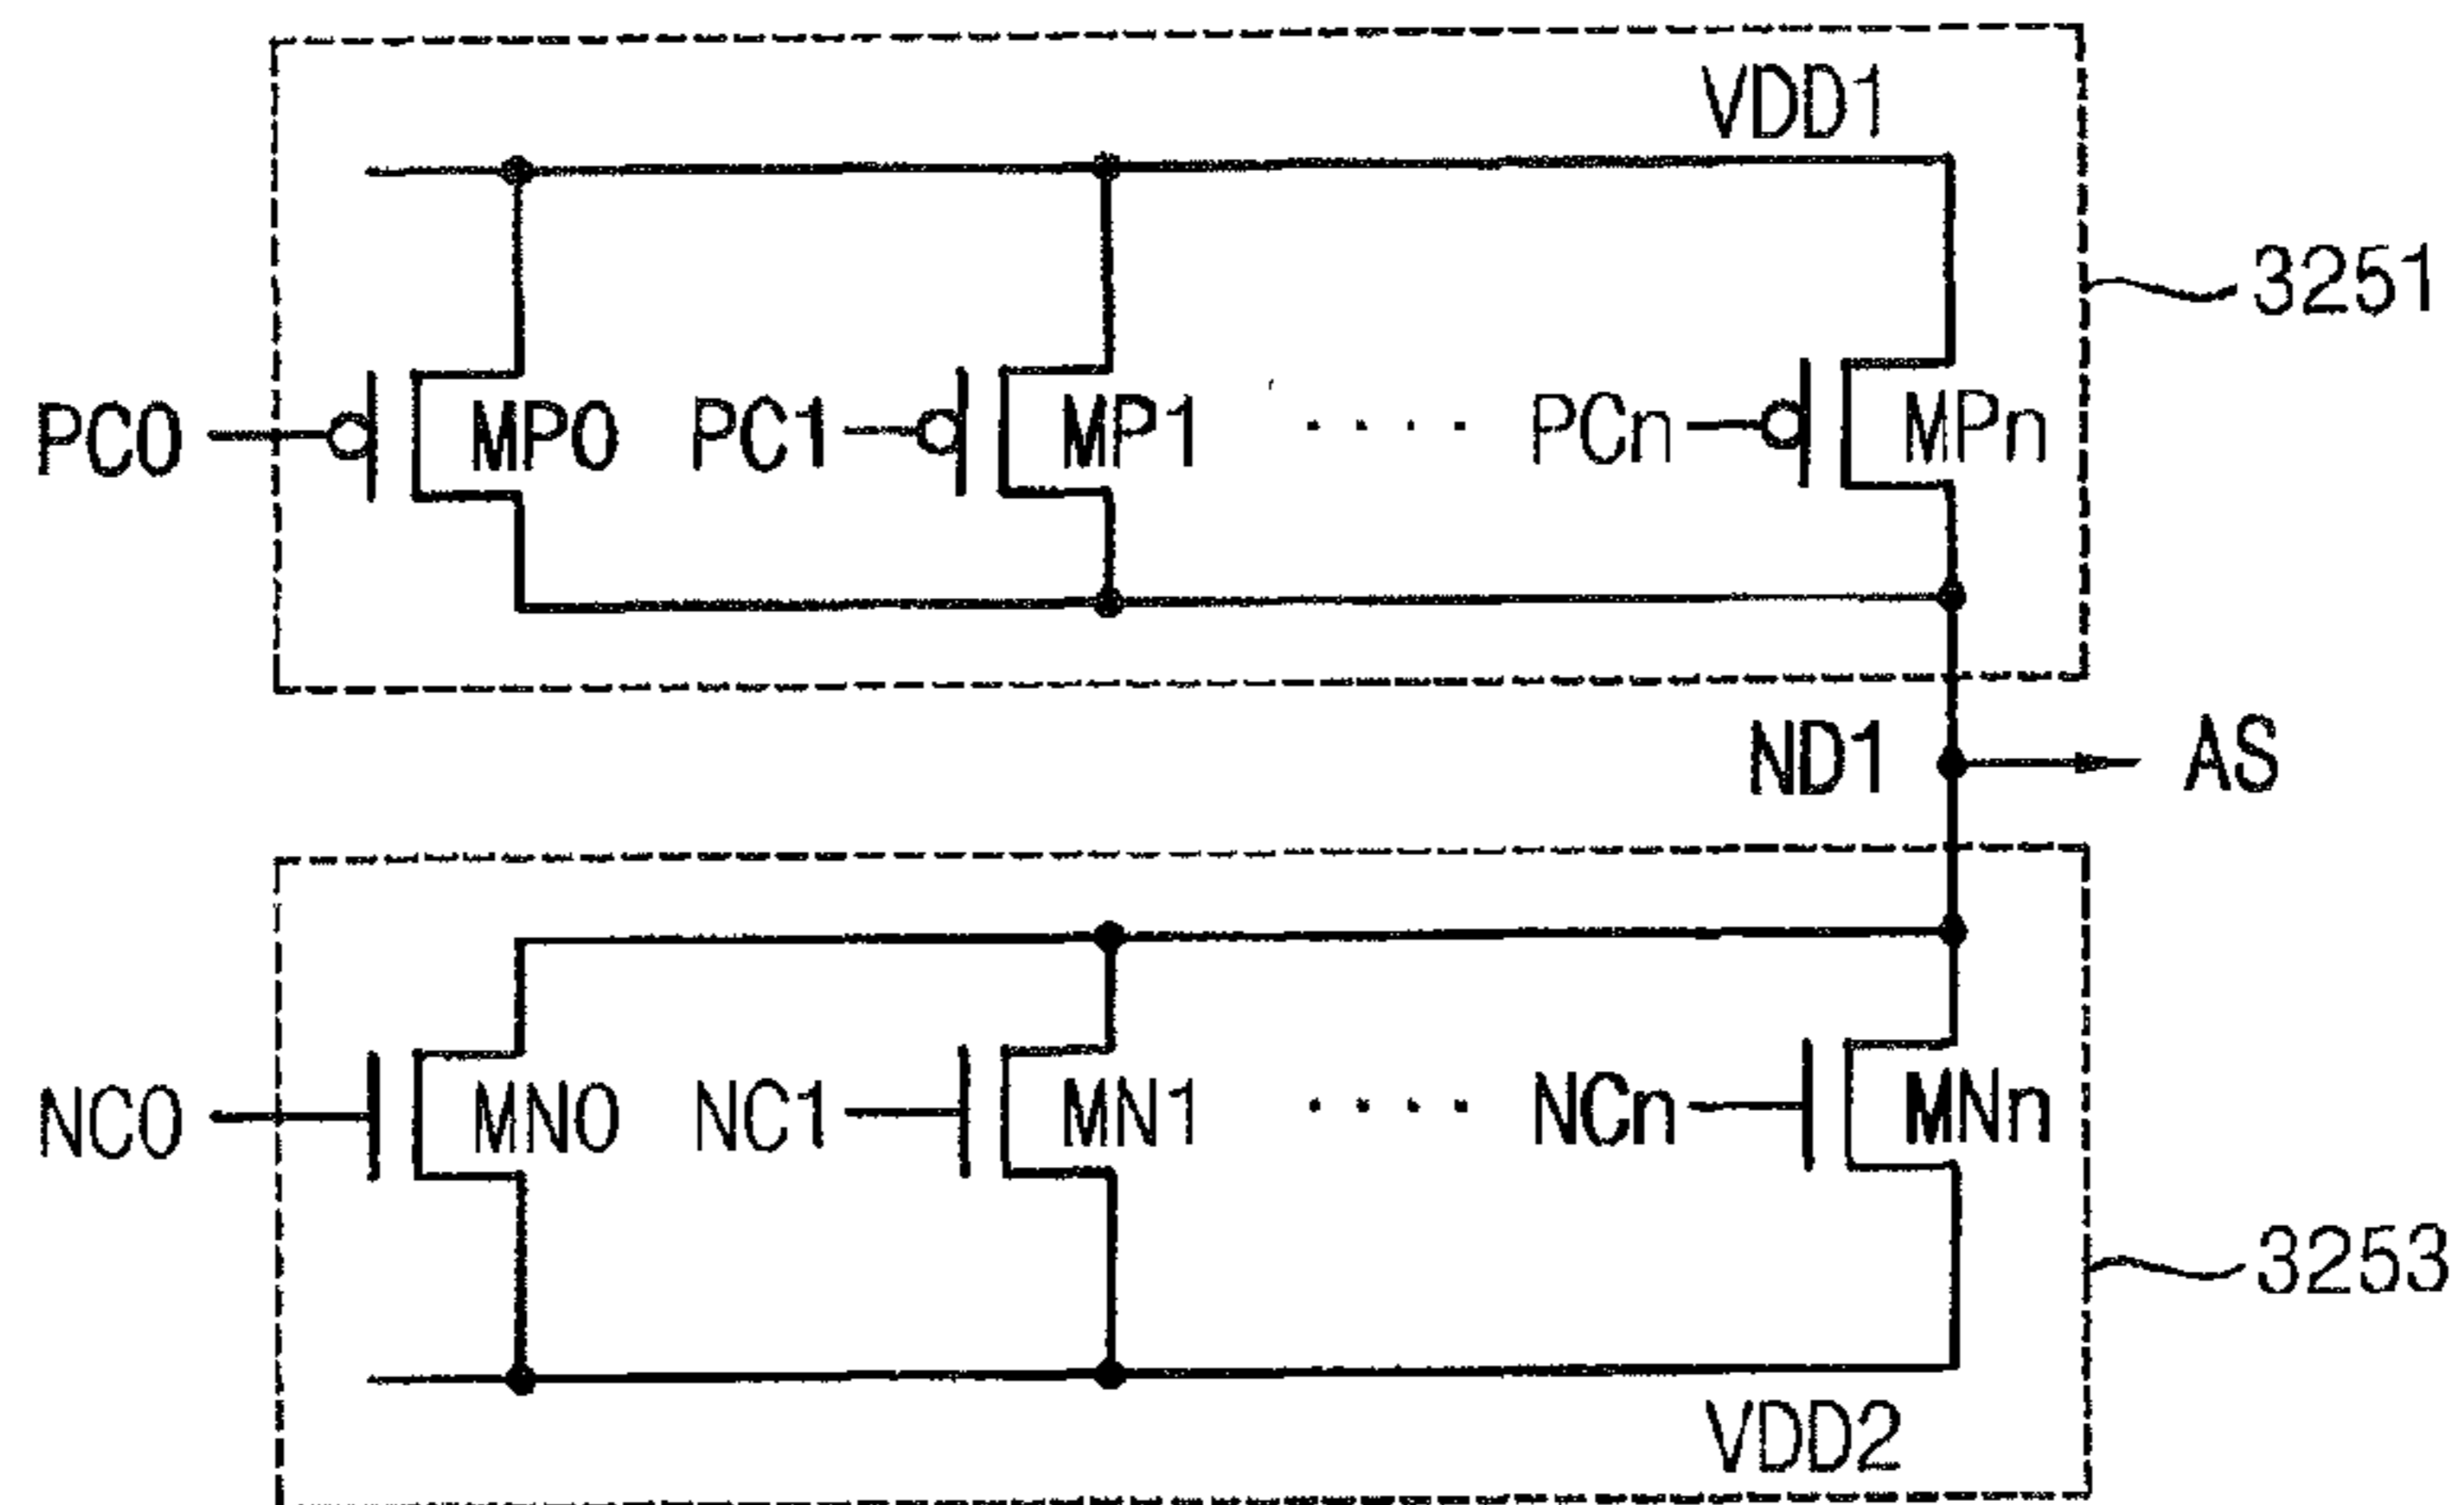 VDD1
3251
PC0 MP0 PC1 MP1 PCn MPn
ND1 AS
NC0 MN0 NC1 MN1 NCn MNn
3253
VDD2